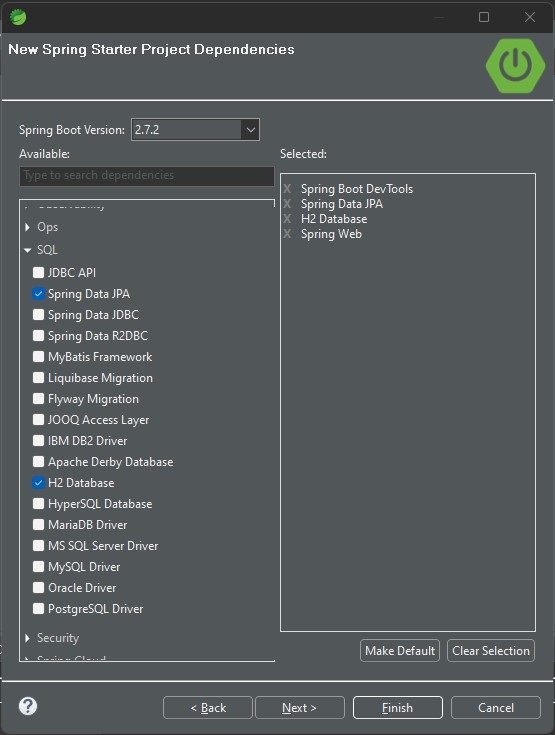 New Spring Starter Project Dependencies
Spring Boot Version: 2.7.2
Available:
Type to search dependencies
Observability
Ops
SQL
JDBC API
Spring Data JPA
Spring Data JDBC
Spring Data R2DBC
MyBatis Framework
Liquibase Migration
Flyway Migration
JOOQ Access Layer
IBM DB2 Driver
Apache Derby Database
H2 Database
HyperSQL Database
MariaDB Driver
MS SQL Server Driver
MySQL Driver
Oracle Driver
PostgreSQL Driver
Security
Spring Cloud
Selected:
X Spring Boot DevTools
X Spring Data JPA
X H2 Database
X Spring Web
Make Default
Clear Selection
?
< Back
Next >
Finish
Cancel